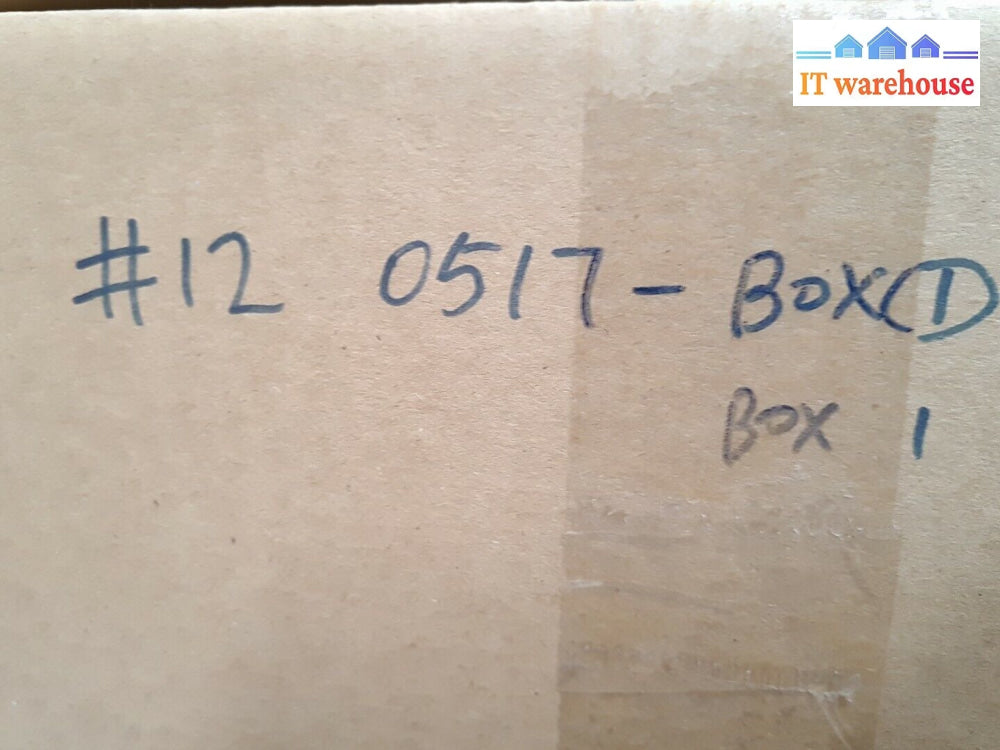 IT warehouse
#12 0517 - BOX ①
BOX 1